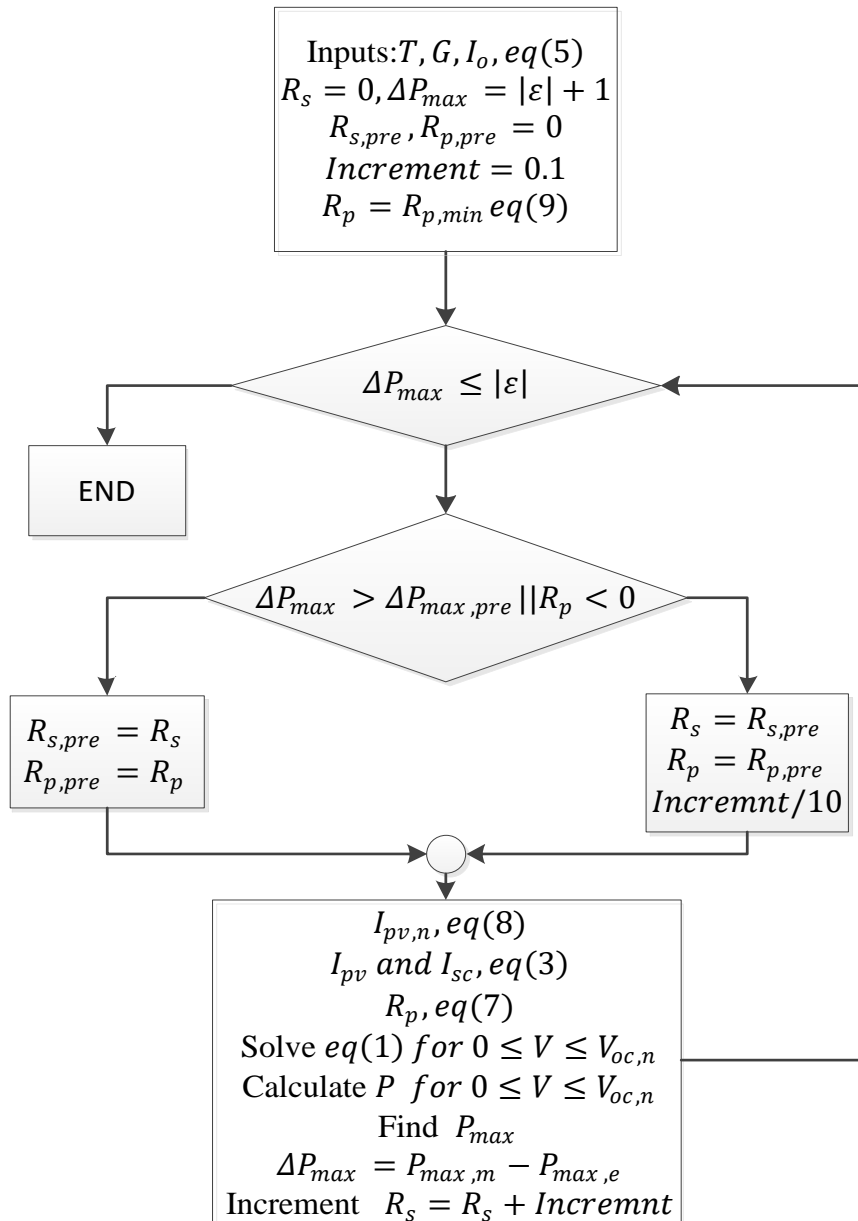 Inputs:T, G, I_o, eq(5)
R_s = 0, ΔP_max = |ε| + 1
R_s,pre , R_p,pre = 0
Increment = 0.1
R_p = R_p,min eq(9)
ΔP_max ≤ |ε|
END
ΔP_max > ΔP_max,pre ||R_p < 0
R_s,pre = R_s
R_p,pre = R_p
R_s = R_s,pre
R_p = R_p,pre
Incremnt/10
I_pv,n, eq(8)
I_pv and I_sc, eq(3)
R_p, eq(7)
Solve eq(1) for 0 ≤ V ≤ V_oc,n
Calculate P for 0 ≤ V ≤ V_oc,n
Find P_max
ΔP_max = P_max,m − P_max,e
Increment R_s = R_s + Incremnt